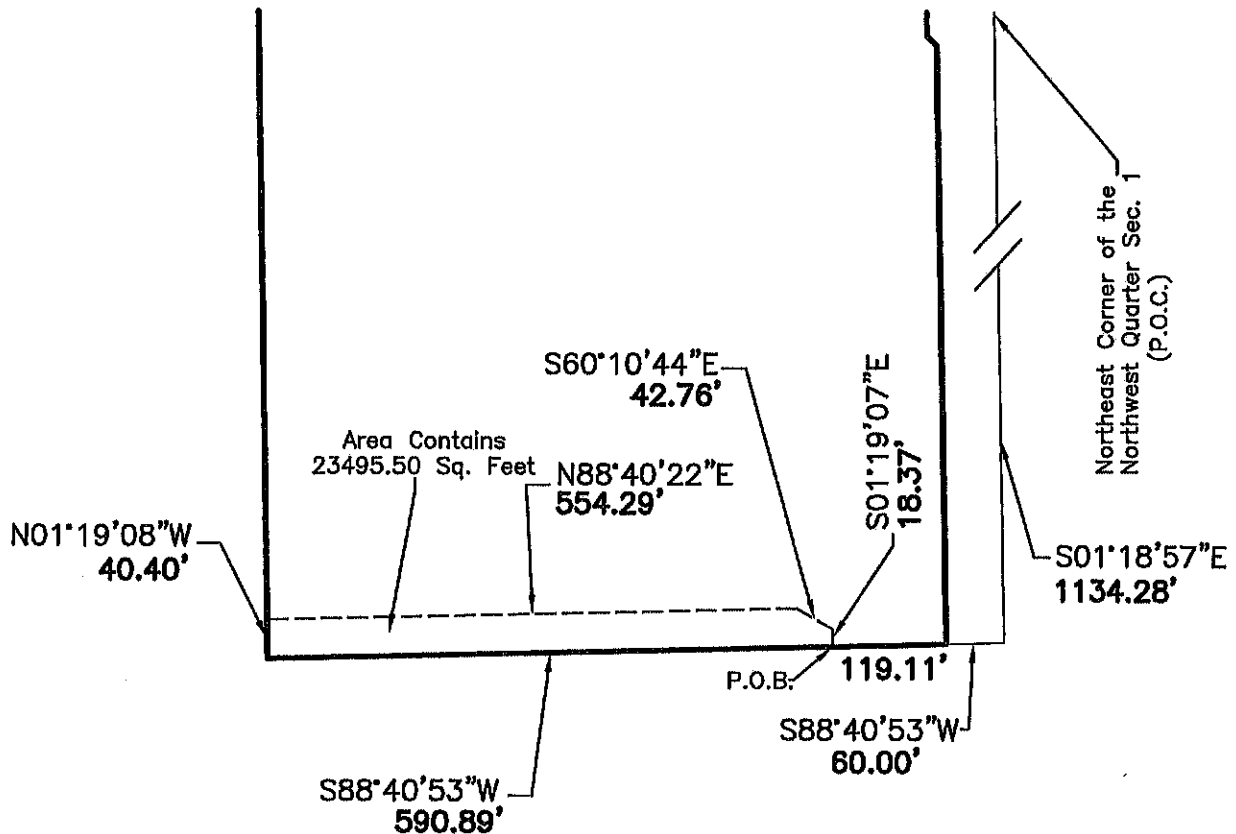 Northeast Corner of the
Northwest Quarter Sec. 1
(P.O.C.)
S60°10'44"E
42.76'
S01°19'07"E
18.37'
Area Contains
23495.50 Sq. Feet
N88°40'22"E
554.29'
N01°19'08"W
40.40'
S01°18'57"E
1134.28'
P.O.B.
119.11'
S88°40'53"W
60.00'
S88°40'53"W
590.89'